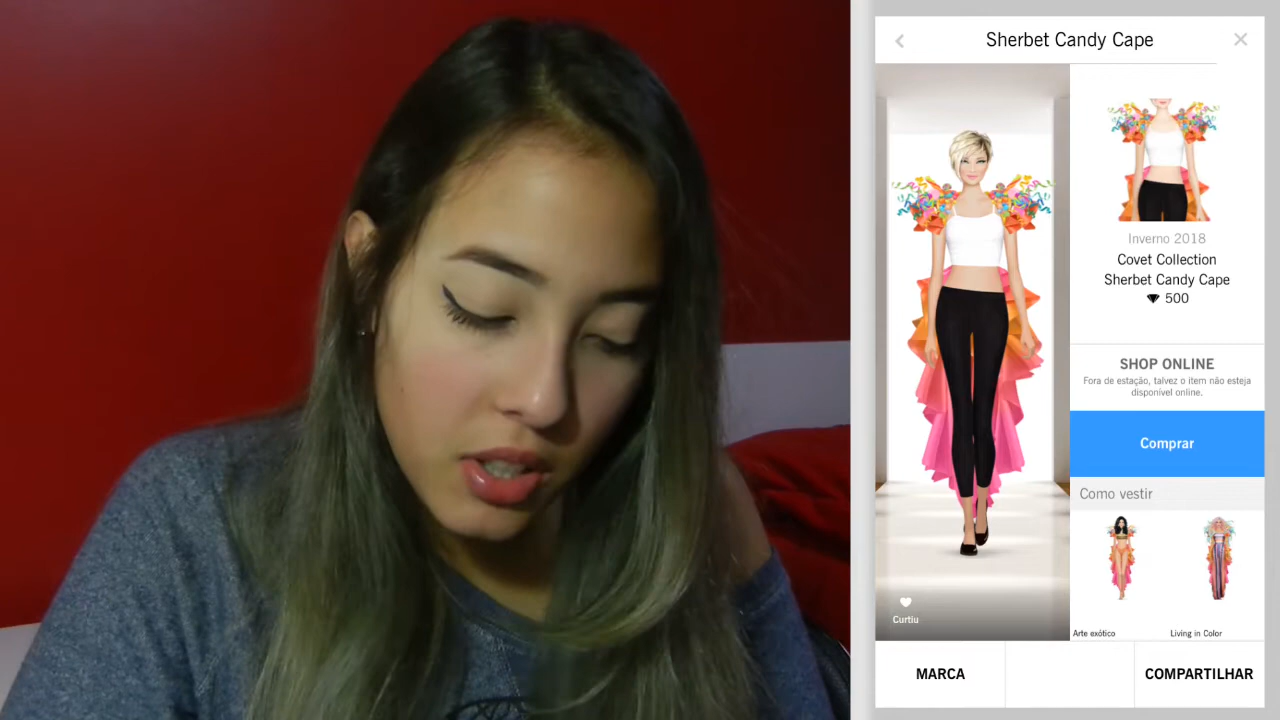 Sherbet Candy Cape
Inverno 2018
Covet Collection
Sherbet Candy Cape
500
SHOP ONLINE
Fora de estação, talvez o item não esteja
disponível online.
Comprar
Como vestir
Curtiu
Arte exótico
Living in Color
MARCA
COMPARTILHAR